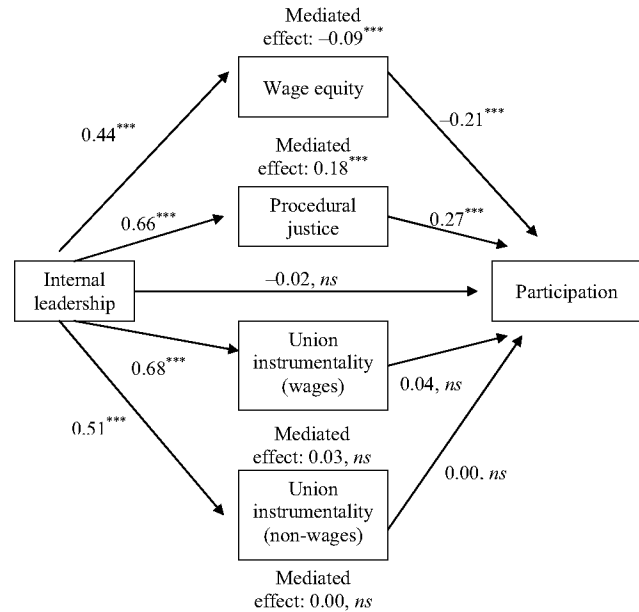 Mediated
effect: –0.09***
Wage equity
0.44***
–0.21***
Mediated
effect: 0.18***
Procedural
justice
0.66***
0.27***
Internal
leadership
–0.02, ns
Participation
Union
instrumentality
(wages)
0.68***
0.04, ns
0.51***
Mediated
effect: 0.03, ns
Union
instrumentality
(non-wages)
0.00, ns
Mediated
effect: 0.00, ns